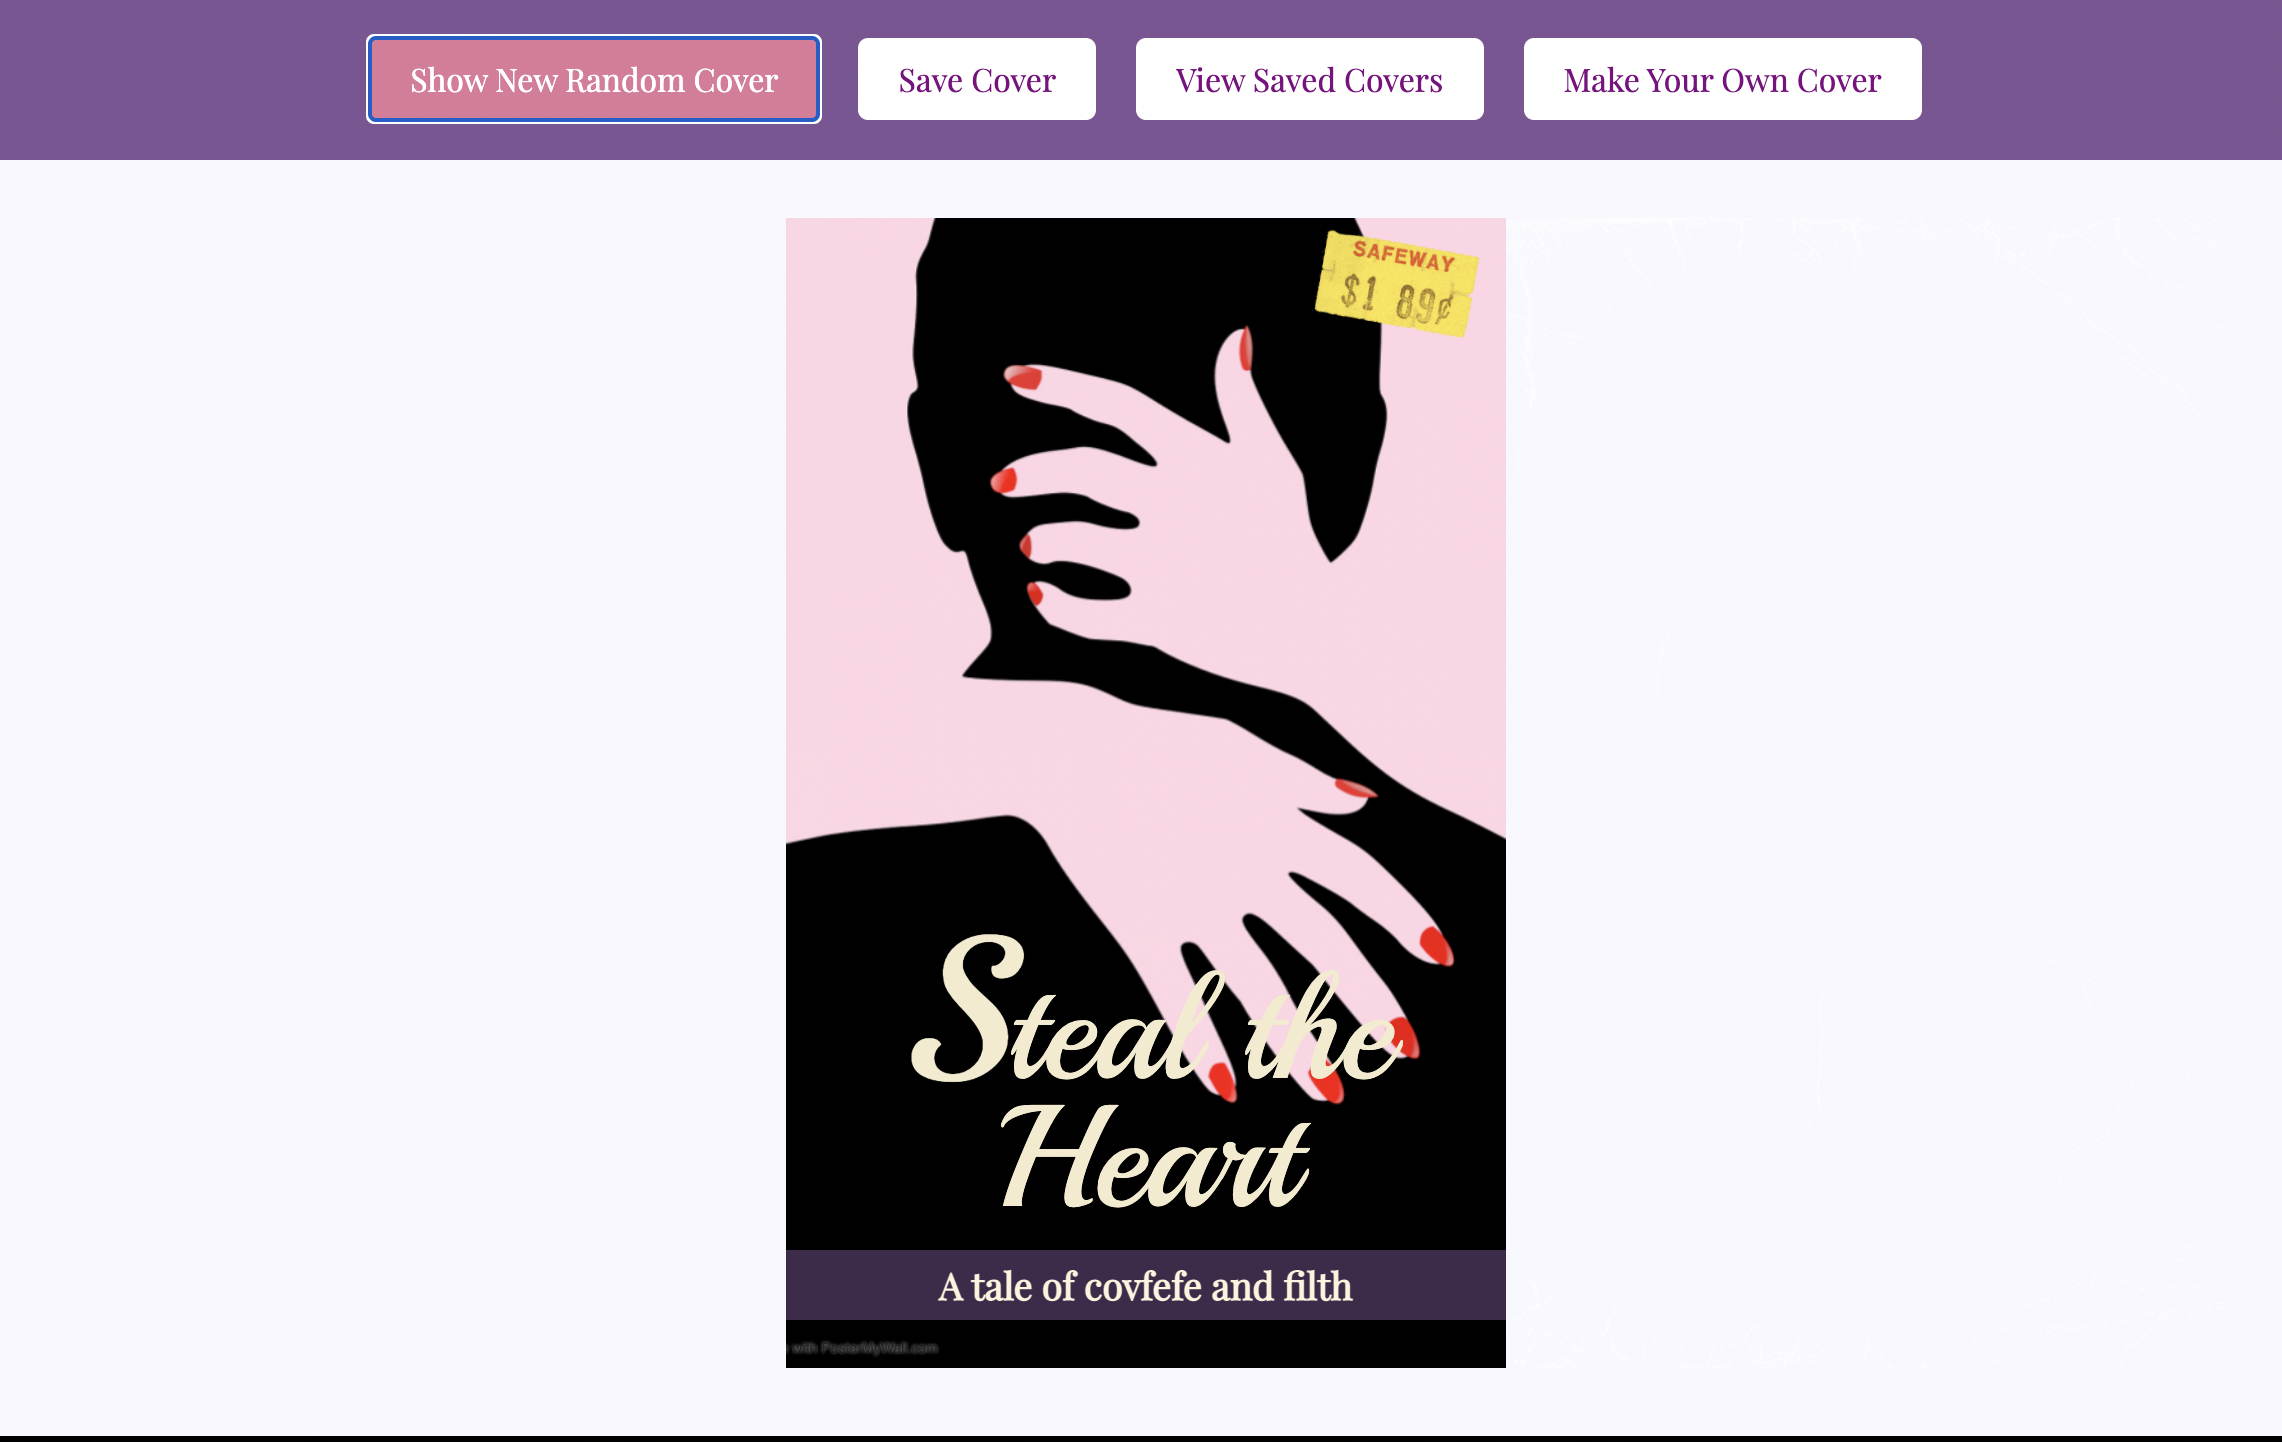 Show New Random Cover
Save Cover
View Saved Covers
Make Your Own Cover
SAFEWAY
$1 89¢
Steal the
Heart
A tale of covfefe and filth
with PosterMyWall.com